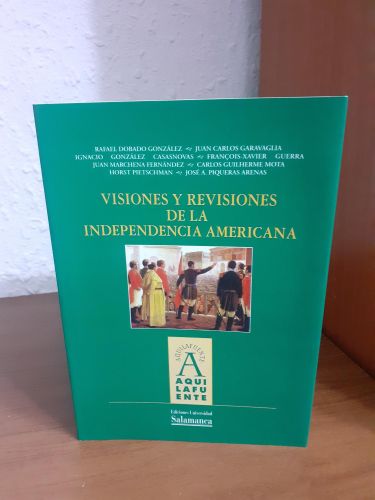 RAFAEL DOBADO GONZÁLEZ ~ JUAN CARLOS GARAVAGLIA
IGNACIO GONZÁLEZ CASASNOVAS ~ FRANÇOIS-XAVIER GUERRA
JUAN MARCHENA FERNÁNDEZ ~ CARLOS GUILHERME MOTA
HORST PIETSCHMAN ~ JOSÉ A. PIQUERAS ARENAS
VISIONES Y REVISIONES
DE LA
INDEPENDENCIA AMERICANA
AQUILAFUENTE
A
AQUI
LAFU
ENTE
Ediciones Universidad
Salamanca